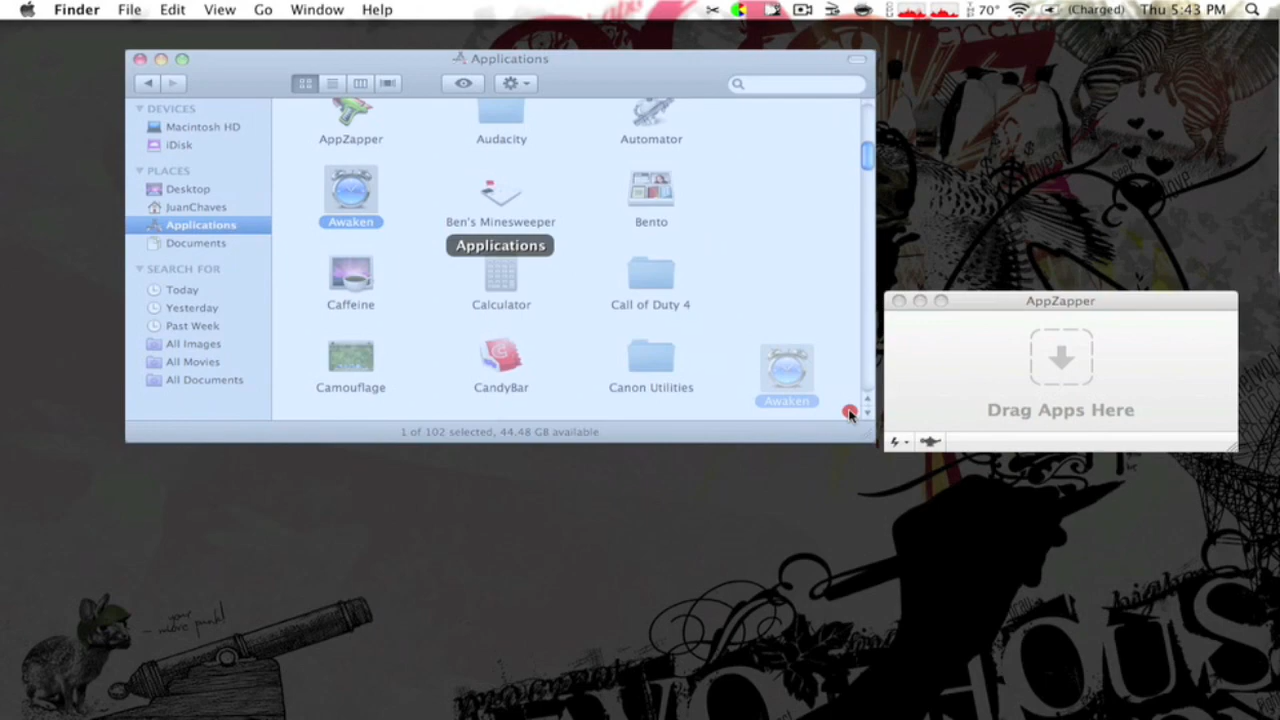 Finder File Edit View Go Window Help
70° (Charged) Thu 5:43 PM
Applications
DEVICES
Macintosh HD
iDisk
PLACES
Desktop
JuanChaves
Applications
Documents
SEARCH FOR
Today
Yesterday
Past Week
All Images
All Movies
All Documents
AppZapper Audacity Automator
Awaken Ben's Minesweeper Bento
Applications
Caffeine Calculator Call of Duty 4
Camouflage CandyBar Canon Utilities
Awaken
1 of 102 selected, 44.48 GB available
AppZapper
Drag Apps Here
your
move punk!